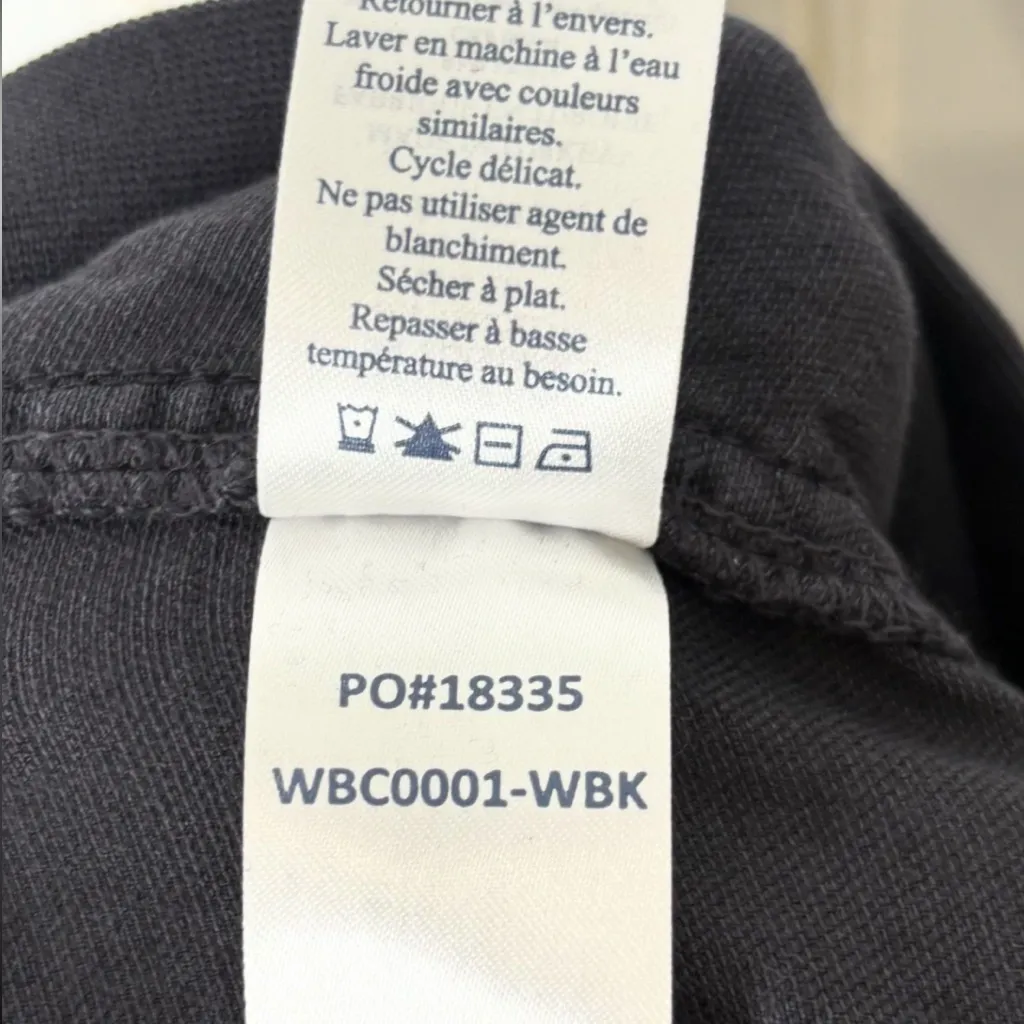 Retourner à l'envers.
Laver en machine à l'eau
froide avec couleurs
similaires.
Cycle délicat.
Ne pas utiliser agent de
blanchiment.
Sécher à plat.
Repasser à basse
température au besoin.
PO#18335
WBC0001-WBK